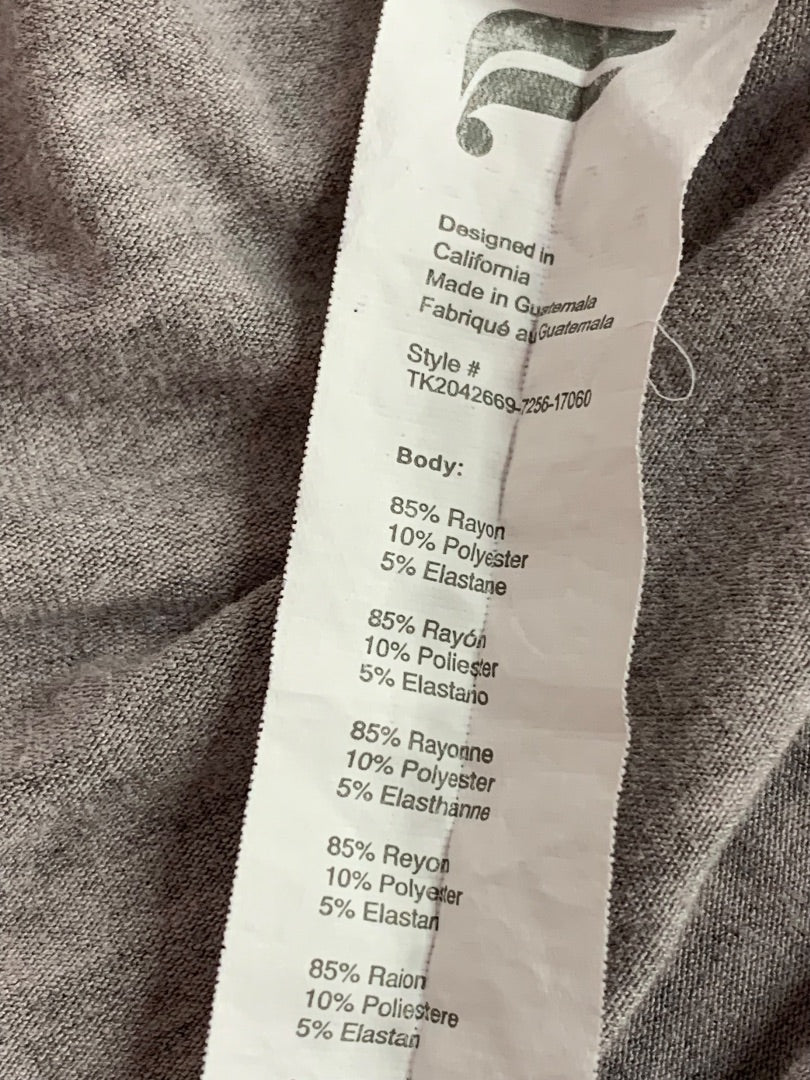 Designed in
California
Made in Guatemala
Fabriqué au Guatemala
Style #
TK2042669-7256-17060
Body:
85% Rayon
10% Polyester
5% Elastane
85% Rayón
10% Poliester
5% Elastano
85% Rayonne
10% Polyester
5% Elasthanne
85% Reyon
10% Polyester
5% Elastan
85% Raion
10% Poliestere
5% Elastan